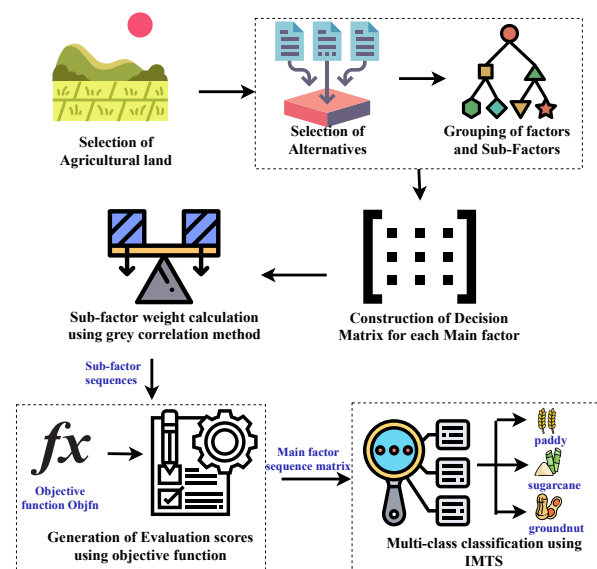 Selection of
Agricultural land
Selection of
Alternatives
Grouping of factors
and Sub-Factors
Sub-factor weight calculation
using grey correlation method
Construction of Decision
Matrix for each Main factor
Sub-factor
sequences
fx
Objective
function Objfn
Generation of Evaluation scores
using objective function
Main factor
sequence matrix
paddy
sugarcane
groundnut
Multi-class classification using
IMTS